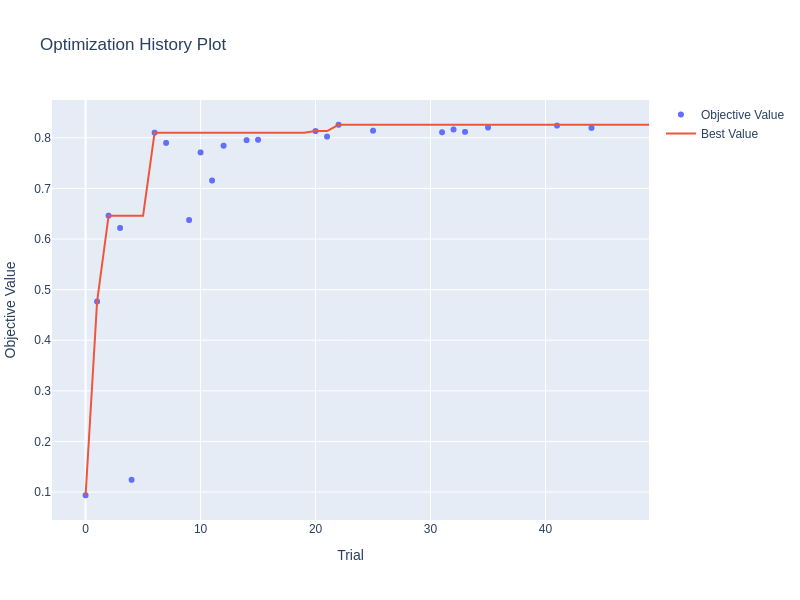 Optimization History Plot
Objective Value
Best Value
0.8
0.7
0.6
0.5
0.4
0.3
0.2
0.1
Objective Value
0 10 20 30 40
Trial